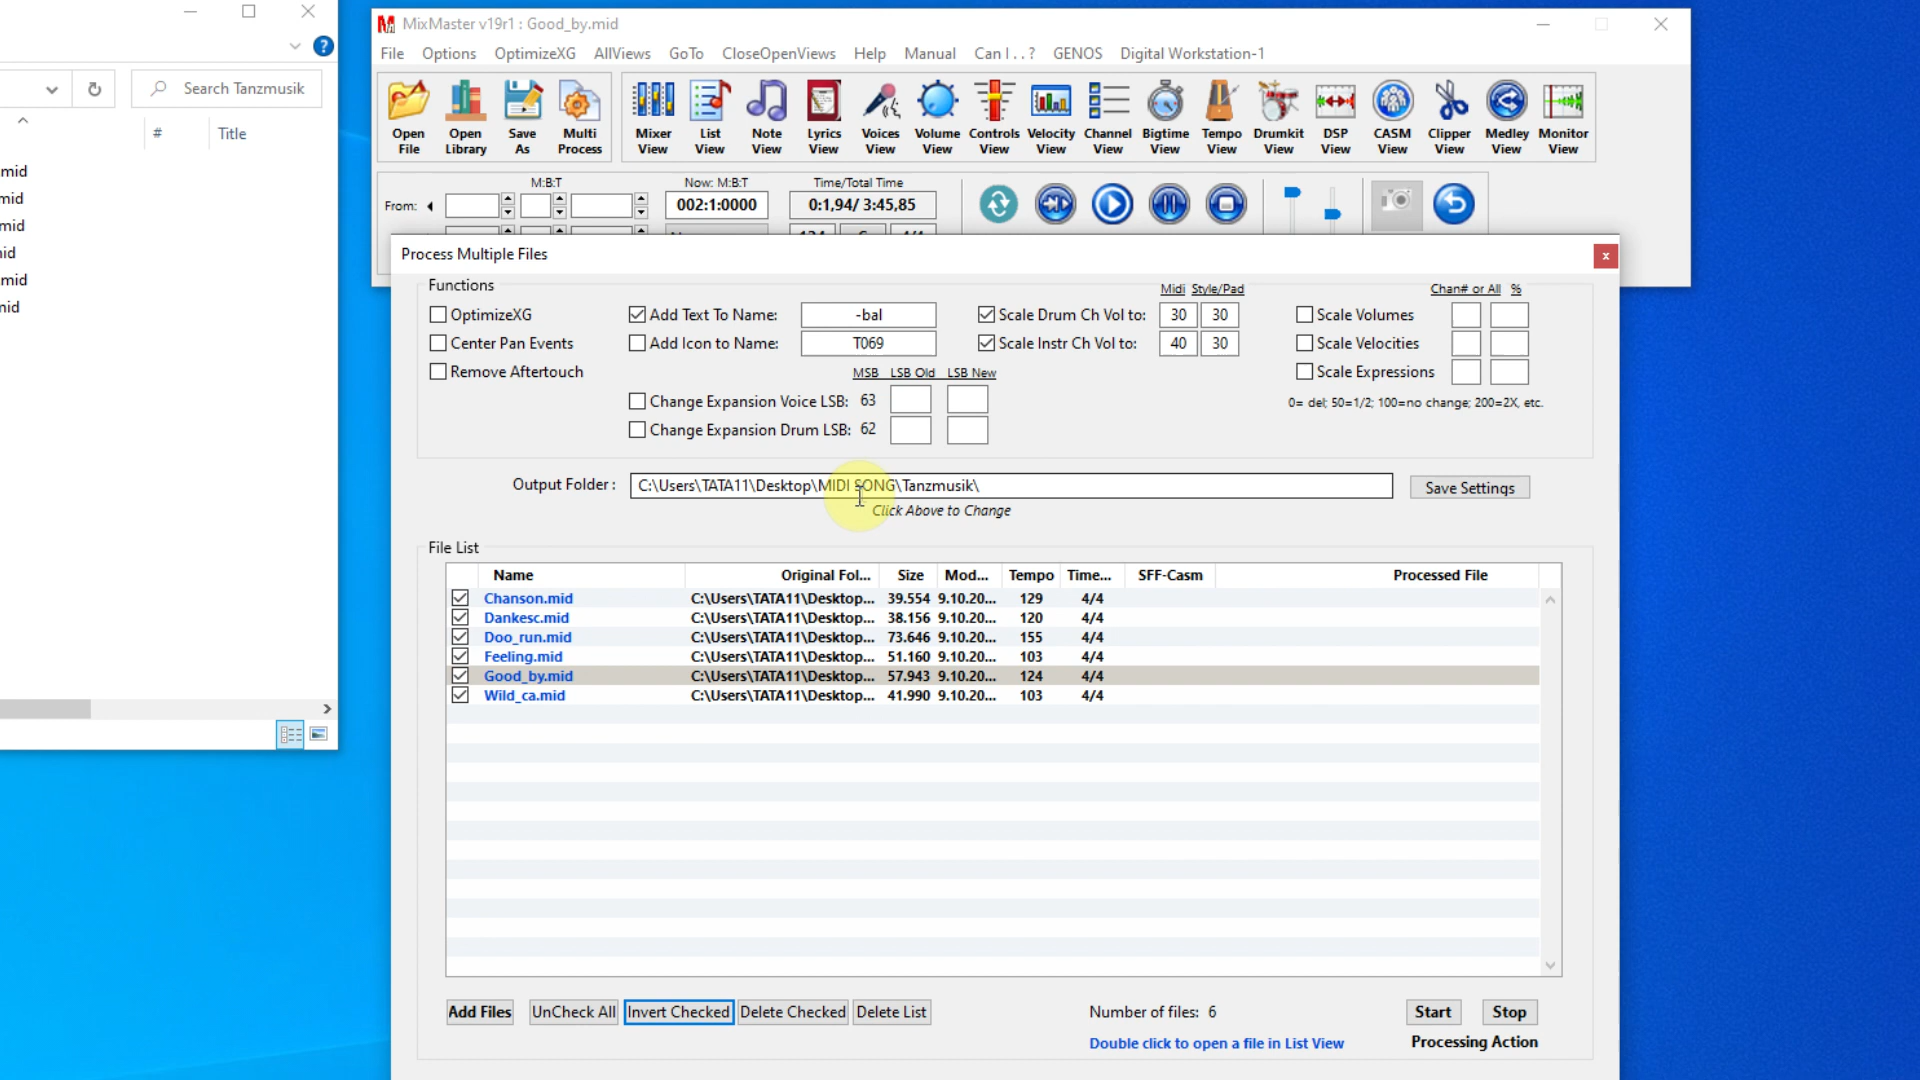 Search Tanzmusik
# Title
mid
mid
mid
id
mid
id
MixMaster v19r1 : Good_by.mid
File Options OptimizeXG AllViews GoTo CloseOpenViews Help Manual Can I . . ? GENOS Digital Workstation-1
Open File
Open Library
Save As
Multi Process
Mixer View
List View
Note View
Lyrics View
Voices View
Volume View
Controls View
Velocity View
Channel View
Bigtime View
Tempo View
Drumkit View
DSP View
CASM View
Clipper View
Medley View
Monitor View
M:B:T Now: M:B:T Time/Total Time
From: 002:1:0000 0:1,94/ 3:45,85
Process Multiple Files x
Functions
Midi Style/Pad Chan# or All %
OptimizeXG Add Text To Name: -bal Scale Drum Ch Vol to: 30 30 Scale Volumes
Center Pan Events Add Icon to Name: T069 Scale Instr Ch Vol to: 40 30 Scale Velocities
Remove Aftertouch MSB LSB Old LSB New Scale Expressions
Change Expansion Voice LSB: 63 0= del; 50=1/2; 100=no change; 200=2X, etc.
Change Expansion Drum LSB: 62
Output Folder : C:\Users\TATA11\Desktop\MIDI SONG\Tanzmusik\ Save Settings
Click Above to Change
File List
Name Original Fol... Size Mod... Tempo Time... SFF-Casm Processed File
Chanson.mid C:\Users\TATA11\Desktop... 39.554 9.10.20... 129 4/4
Dankesc.mid C:\Users\TATA11\Desktop... 38.156 9.10.20... 120 4/4
Doo_run.mid C:\Users\TATA11\Desktop... 73.646 9.10.20... 155 4/4
Feeling.mid C:\Users\TATA11\Desktop... 51.160 9.10.20... 103 4/4
Good_by.mid C:\Users\TATA11\Desktop... 57.943 9.10.20... 124 4/4
Wild_ca.mid C:\Users\TATA11\Desktop... 41.990 9.10.20... 103 4/4
Add Files UnCheck All Invert Checked Delete Checked Delete List Number of files: 6 Start Stop
Double click to open a file in List View Processing Action